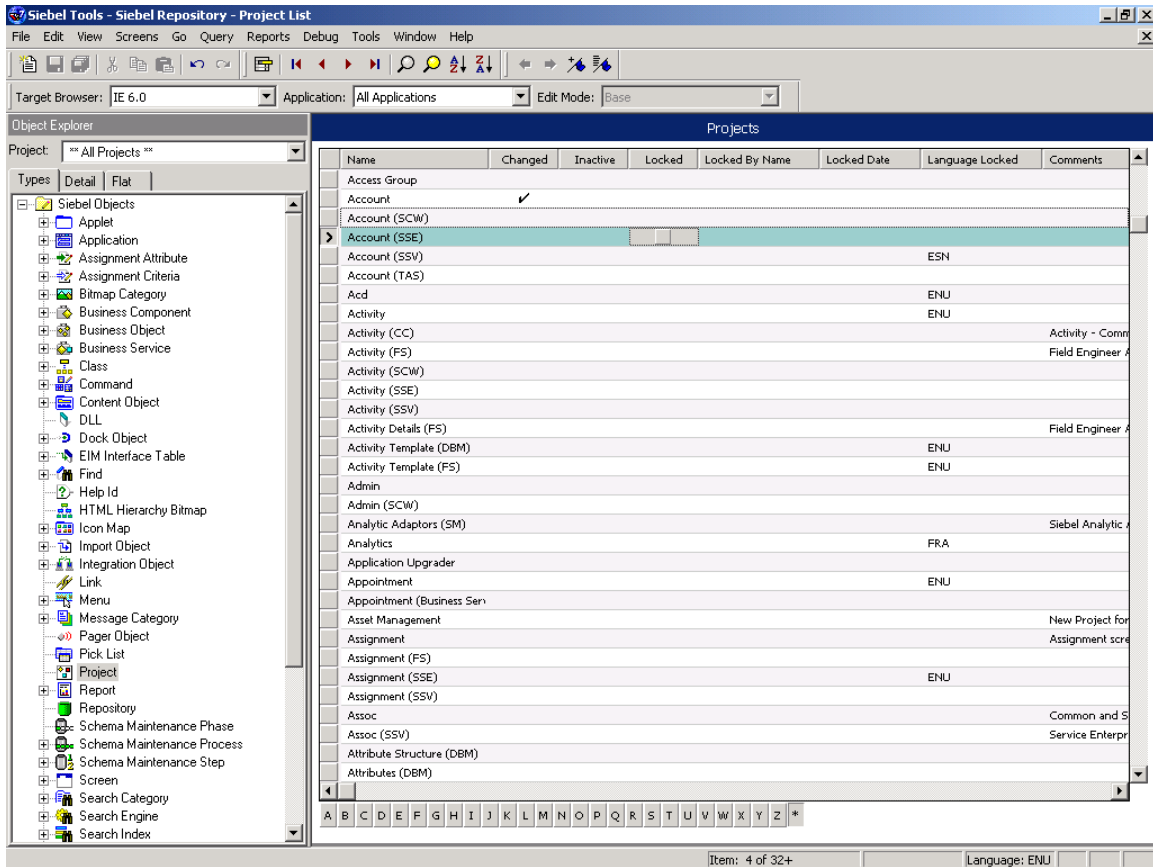 Siebel Tools - Siebel Repository - Project List
File Edit View Screens Go Query Reports Debug Tools Window Help
Target Browser: IE 6.0 Application: All Applications Edit Mode: Base
Object Explorer
Project: ** All Projects **
Types Detail Flat
Siebel Objects
Applet
Application
Assignment Attribute
Assignment Criteria
Bitmap Category
Business Component
Business Object
Business Service
Class
Command
Content Object
DLL
Dock Object
EIM Interface Table
Find
Help Id
HTML Hierarchy Bitmap
Icon Map
Import Object
Integration Object
Link
Menu
Message Category
Pager Object
Pick List
Project
Report
Repository
Schema Maintenance Phase
Schema Maintenance Process
Schema Maintenance Step
Screen
Search Category
Search Engine
Search Index
Projects
Name Changed Inactive Locked Locked By Name Locked Date Language Locked Comments
Access Group
Account
Account (SCW)
Account (SSE)
Account (SSV) ESN
Account (TAS)
Acd ENU
Activity ENU
Activity (CC) Activity - Comm
Activity (FS) Field Engineer A
Activity (SCW)
Activity (SSE)
Activity (SSV)
Activity Details (FS) Field Engineer A
Activity Template (DBM) ENU
Activity Template (FS) ENU
Admin
Admin (SCW)
Analytic Adaptors (SM) Siebel Analytic A
Analytics FRA
Application Upgrader
Appointment ENU
Appointment (Business Serv
Asset Management New Project for
Assignment Assignment scre
Assignment (FS)
Assignment (SSE) ENU
Assignment (SSV)
Assoc Common and S
Assoc (SSV) Service Enterpr
Attribute Structure (DBM)
Attributes (DBM)
A B C D E F G H I J K L M N O P Q R S T U V W X Y Z *
Item: 4 of 32+ Language: ENU